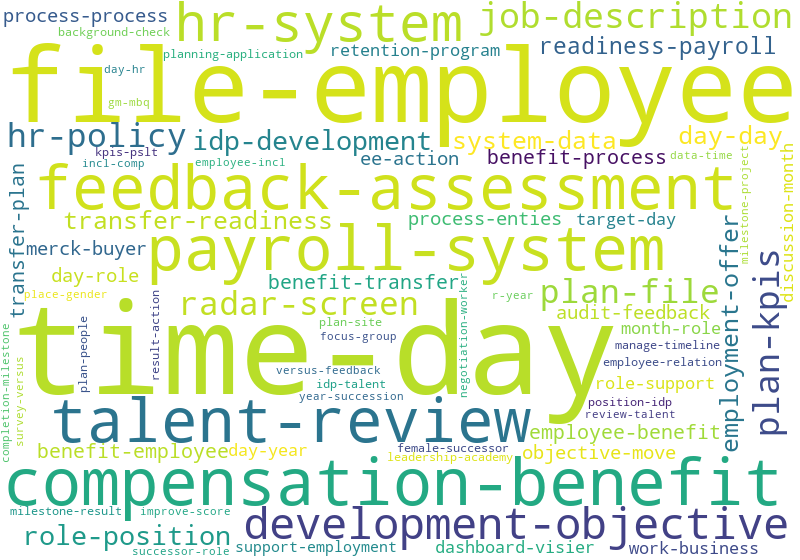 process-process
hr-system
job-description
background-check
planning-application
retention-program
readiness-payroll
file-employee
day-hr
gm-mbq
hr-policy
idp-development
system-data
day-day
kpis-pslt
ee-action
benefit-process
data-time
incl-comp
employee-incl
feedback-assessment
milestone-project
discussion-month
transfer-plan
transfer-readiness
process-enties
target-day
employment-offer
merck-buyer
payroll-system
plan-kpis
day-role
benefit-transfer
place-gender
radar-screen
r-year
plan-file
negotiation-worker
result-action
plan-people
plan-site
audit-feedback
focus-group
month-role
time-day
manage-timeline
completion-milestone
survey-versus
employee-relation
versus-feedback
idp-talent
role-support
year-succession
position-idp
talent-review
review-talent
employee-benefit
benefit-employee
day-year
female-successor
leadership-academy
objective-move
compensation-benefit
milestone-result
improve-score
development-objective
role-position
successor-role
support-employment
dashboard-visier
work-business